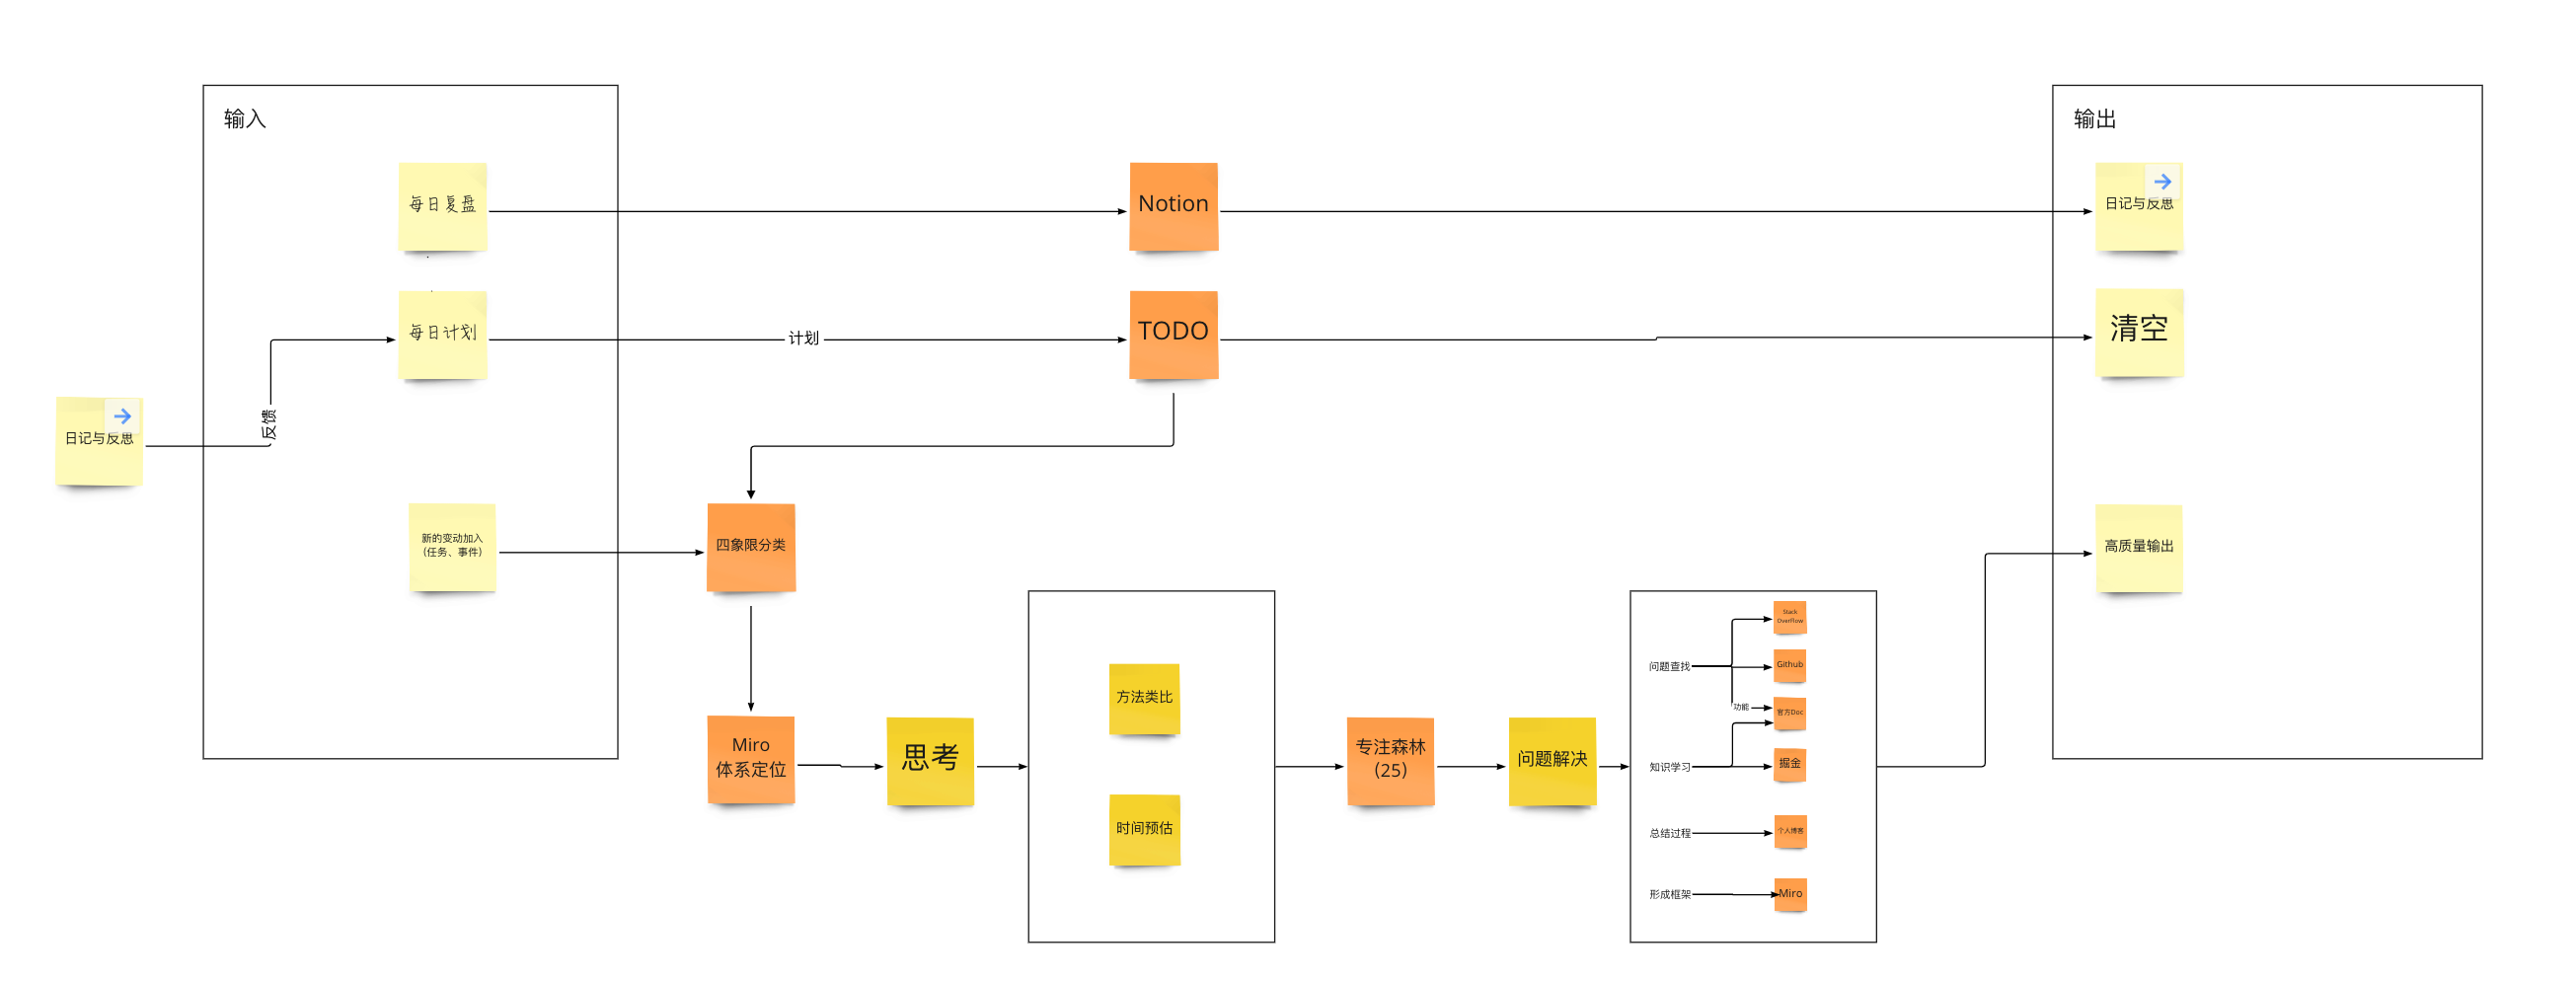 输入
每日复盘
Notion
输出
日记与反思
每日计划
计划
TODO
清空
反馈
日记与反思
新的变动加入
（任务、事件）
四象限分类
高质量输出
Miro
体系定位
思考
方法类比
时间预估
专注森林
(25)
问题解决
问题查找
Stack
Overflow
Github
功能
官方Doc
知识学习
掘金
总结过程
个人博客
形成框架
Miro